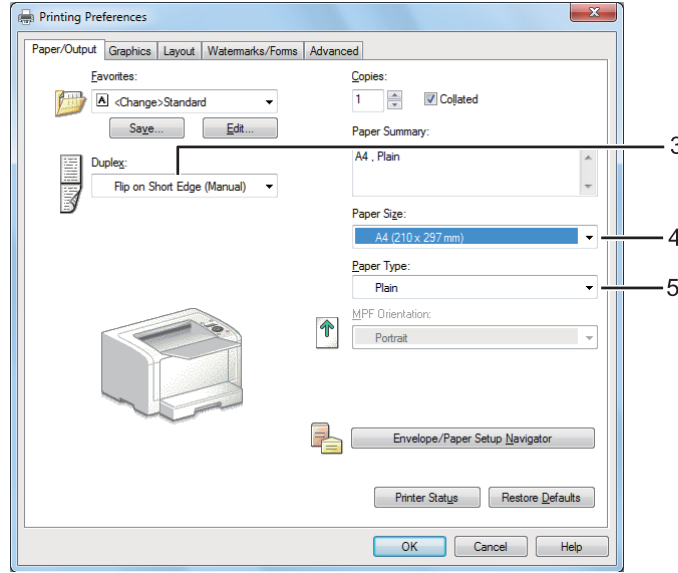 Printing Preferences
Paper/Output Graphics Layout Watermarks/Forms Advanced
Favorites:
<Change>Standard
Save... Edit...
Duplex:
Flip on Short Edge (Manual)
Copies:
1 Collated
Paper Summary:
A4 , Plain
3
Paper Size:
A4 (210 x 297 mm)
4
Paper Type:
Plain
5
MPF Orientation:
Portrait
Envelope/Paper Setup Navigator
Printer Status Restore Defaults
OK Cancel Help